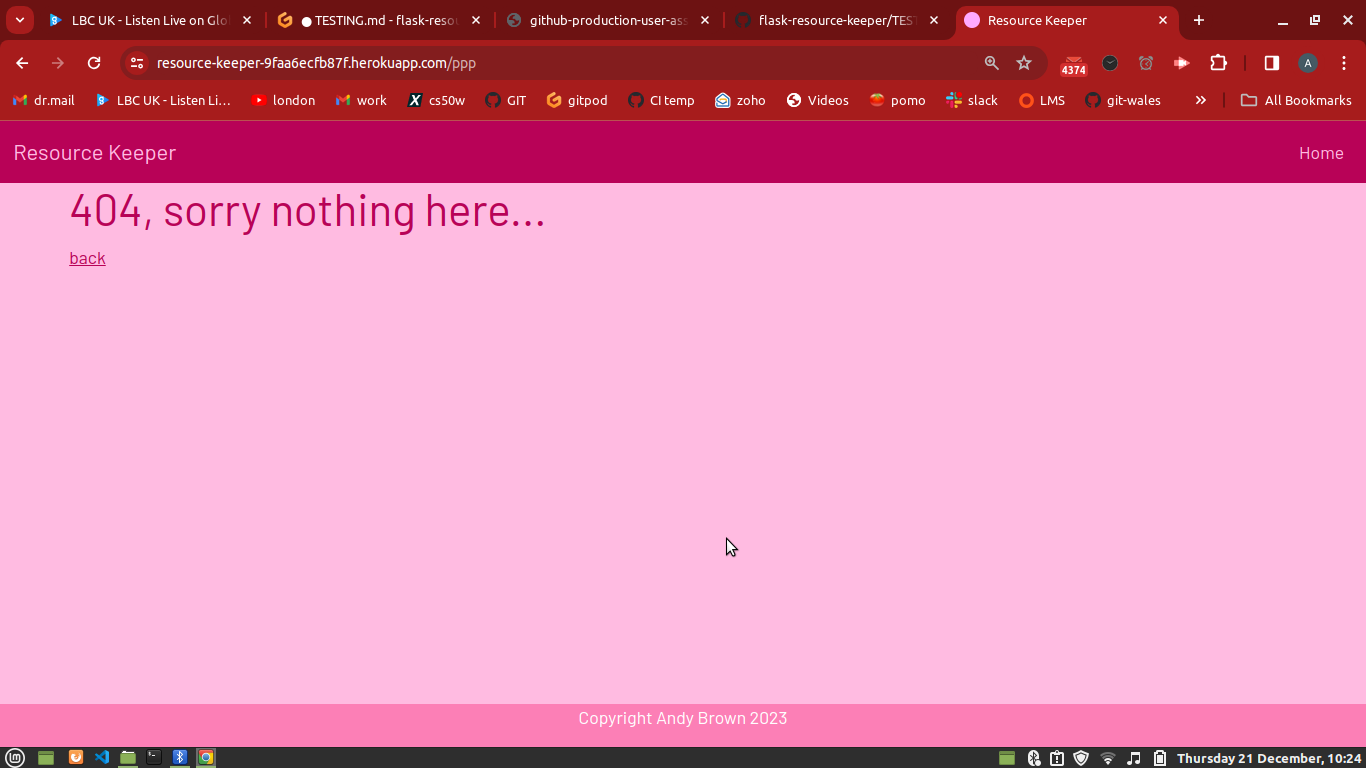 LBC UK - Listen Live on Glo
● TESTING.md - flask-resou
github-production-user-ass
flask-resource-keeper/TEST
Resource Keeper
resource-keeper-9faa6ecfb87f.herokuapp.com/ppp
4374
A
dr.mail
LBC UK - Listen Li...
london
work
cs50w
GIT
gitpod
CI temp
zoho
Videos
pomo
slack
LMS
git-wales
All Bookmarks
Resource Keeper
Home
404, sorry nothing here...
back
Copyright Andy Brown 2023
Thursday 21 December, 10:24